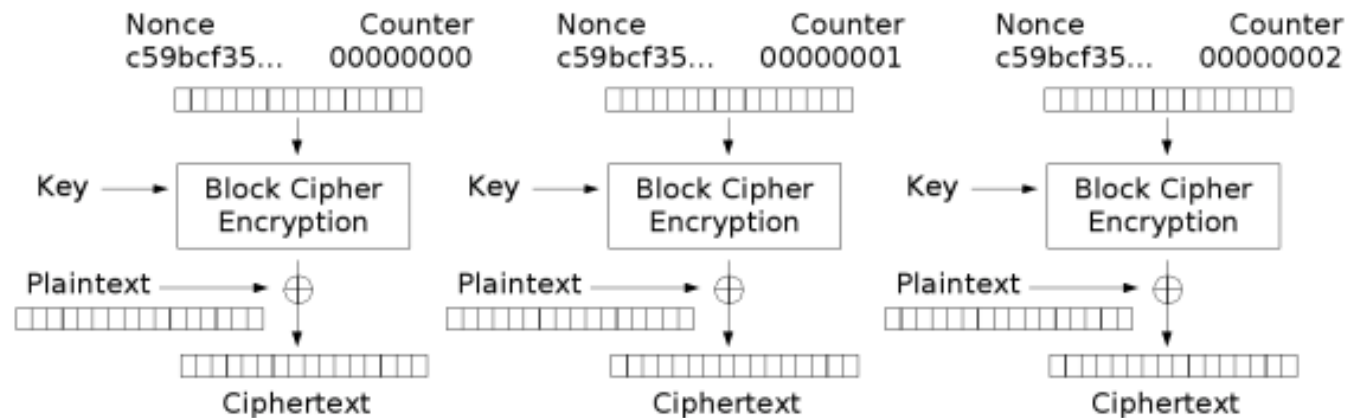 Nonce Counter Nonce Counter Nonce Counter
c59bcf35... 00000000 c59bcf35... 00000001 c59bcf35... 00000002
Key Block Cipher Encryption Key Block Cipher Encryption Key Block Cipher Encryption
Plaintext Plaintext Plaintext
Ciphertext Ciphertext Ciphertext